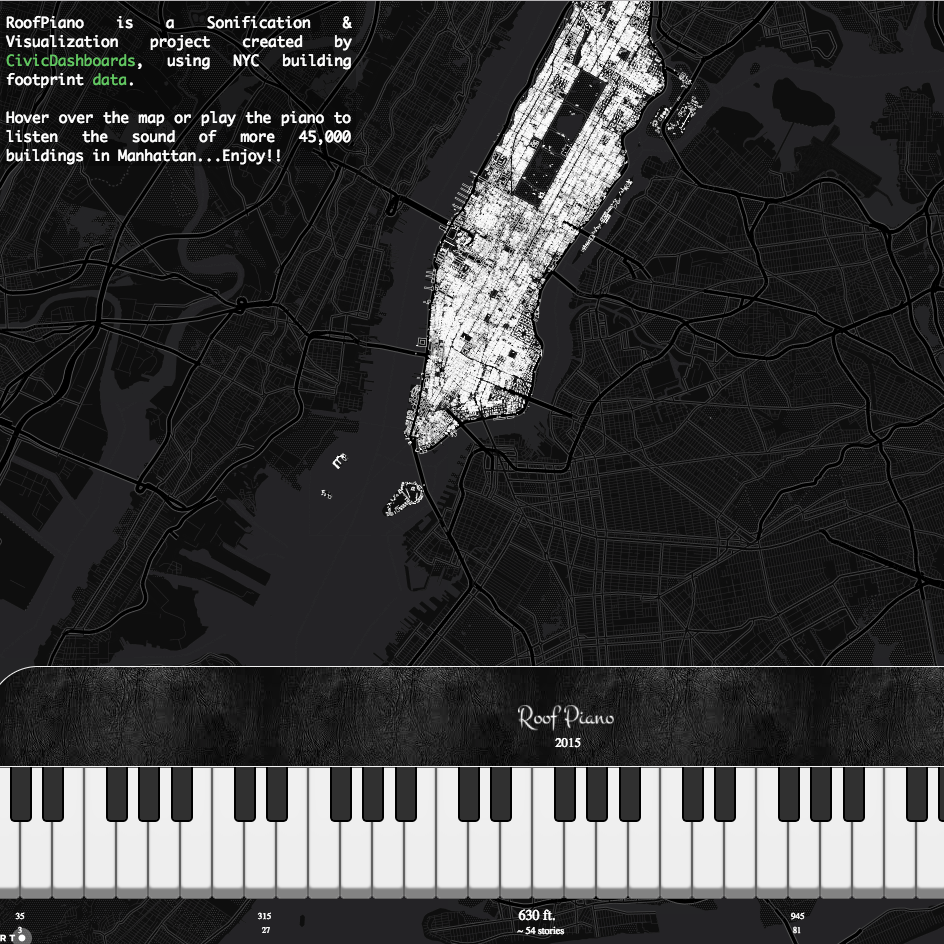 RoofPiano is a Sonification &
Visualization project created by
CivicDashboards, using NYC building
footprint data.
Hover over the map or play the piano to
listen the sound of more 45,000
buildings in Manhattan...Enjoy!!
Roof Piano
2015
35 315 630 ft. 945
3 27 ~ 54 stories 81
RTO